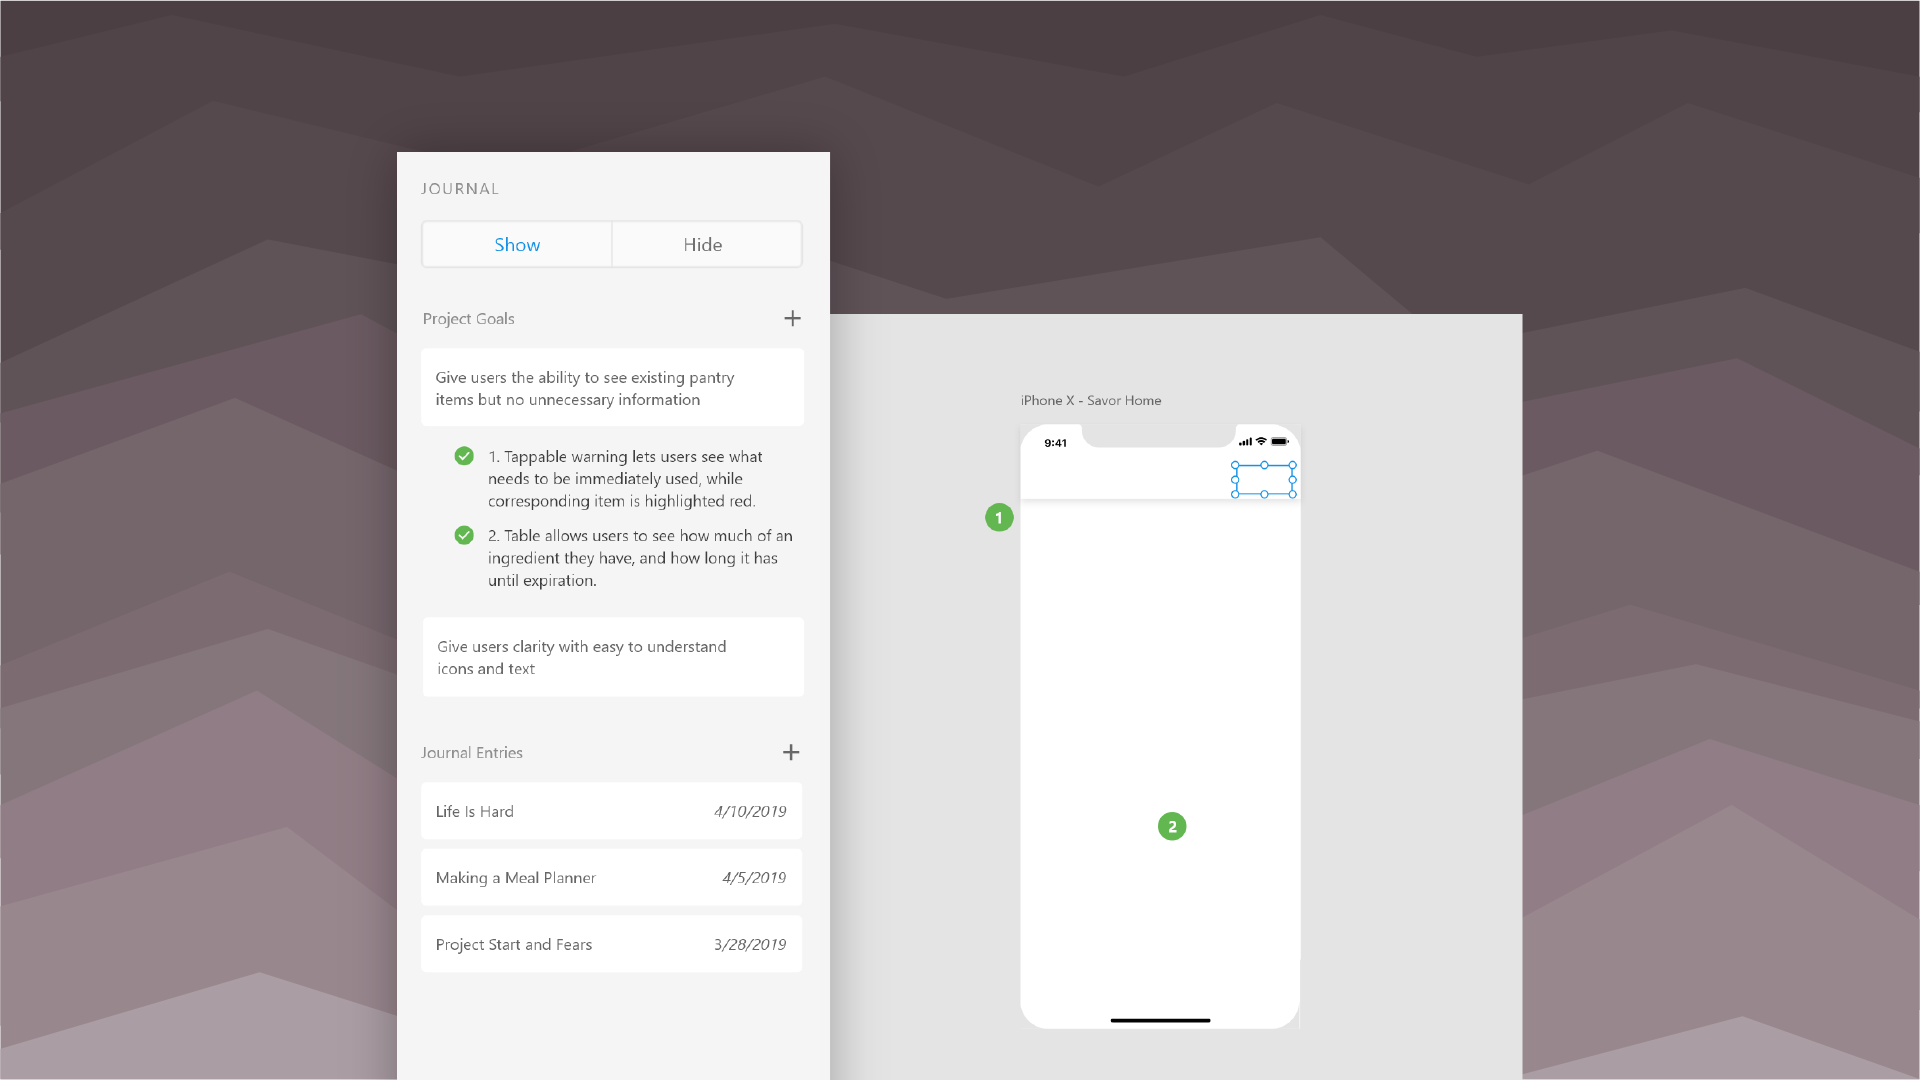 JOURNAL
Show
Hide
Project Goals
Give users the ability to see existing pantry
items but no unnecessary information
1. Tappable warning lets users see what
needs to be immediately used, while
corresponding item is highlighted red.
2. Table allows users to see how much of an
ingredient they have, and how long it has
until expiration.
Give users clarity with easy to understand
icons and text
Journal Entries
Life Is Hard 4/10/2019
Making a Meal Planner 4/5/2019
Project Start and Fears 3/28/2019
iPhone X - Savor Home
9:41
1
2